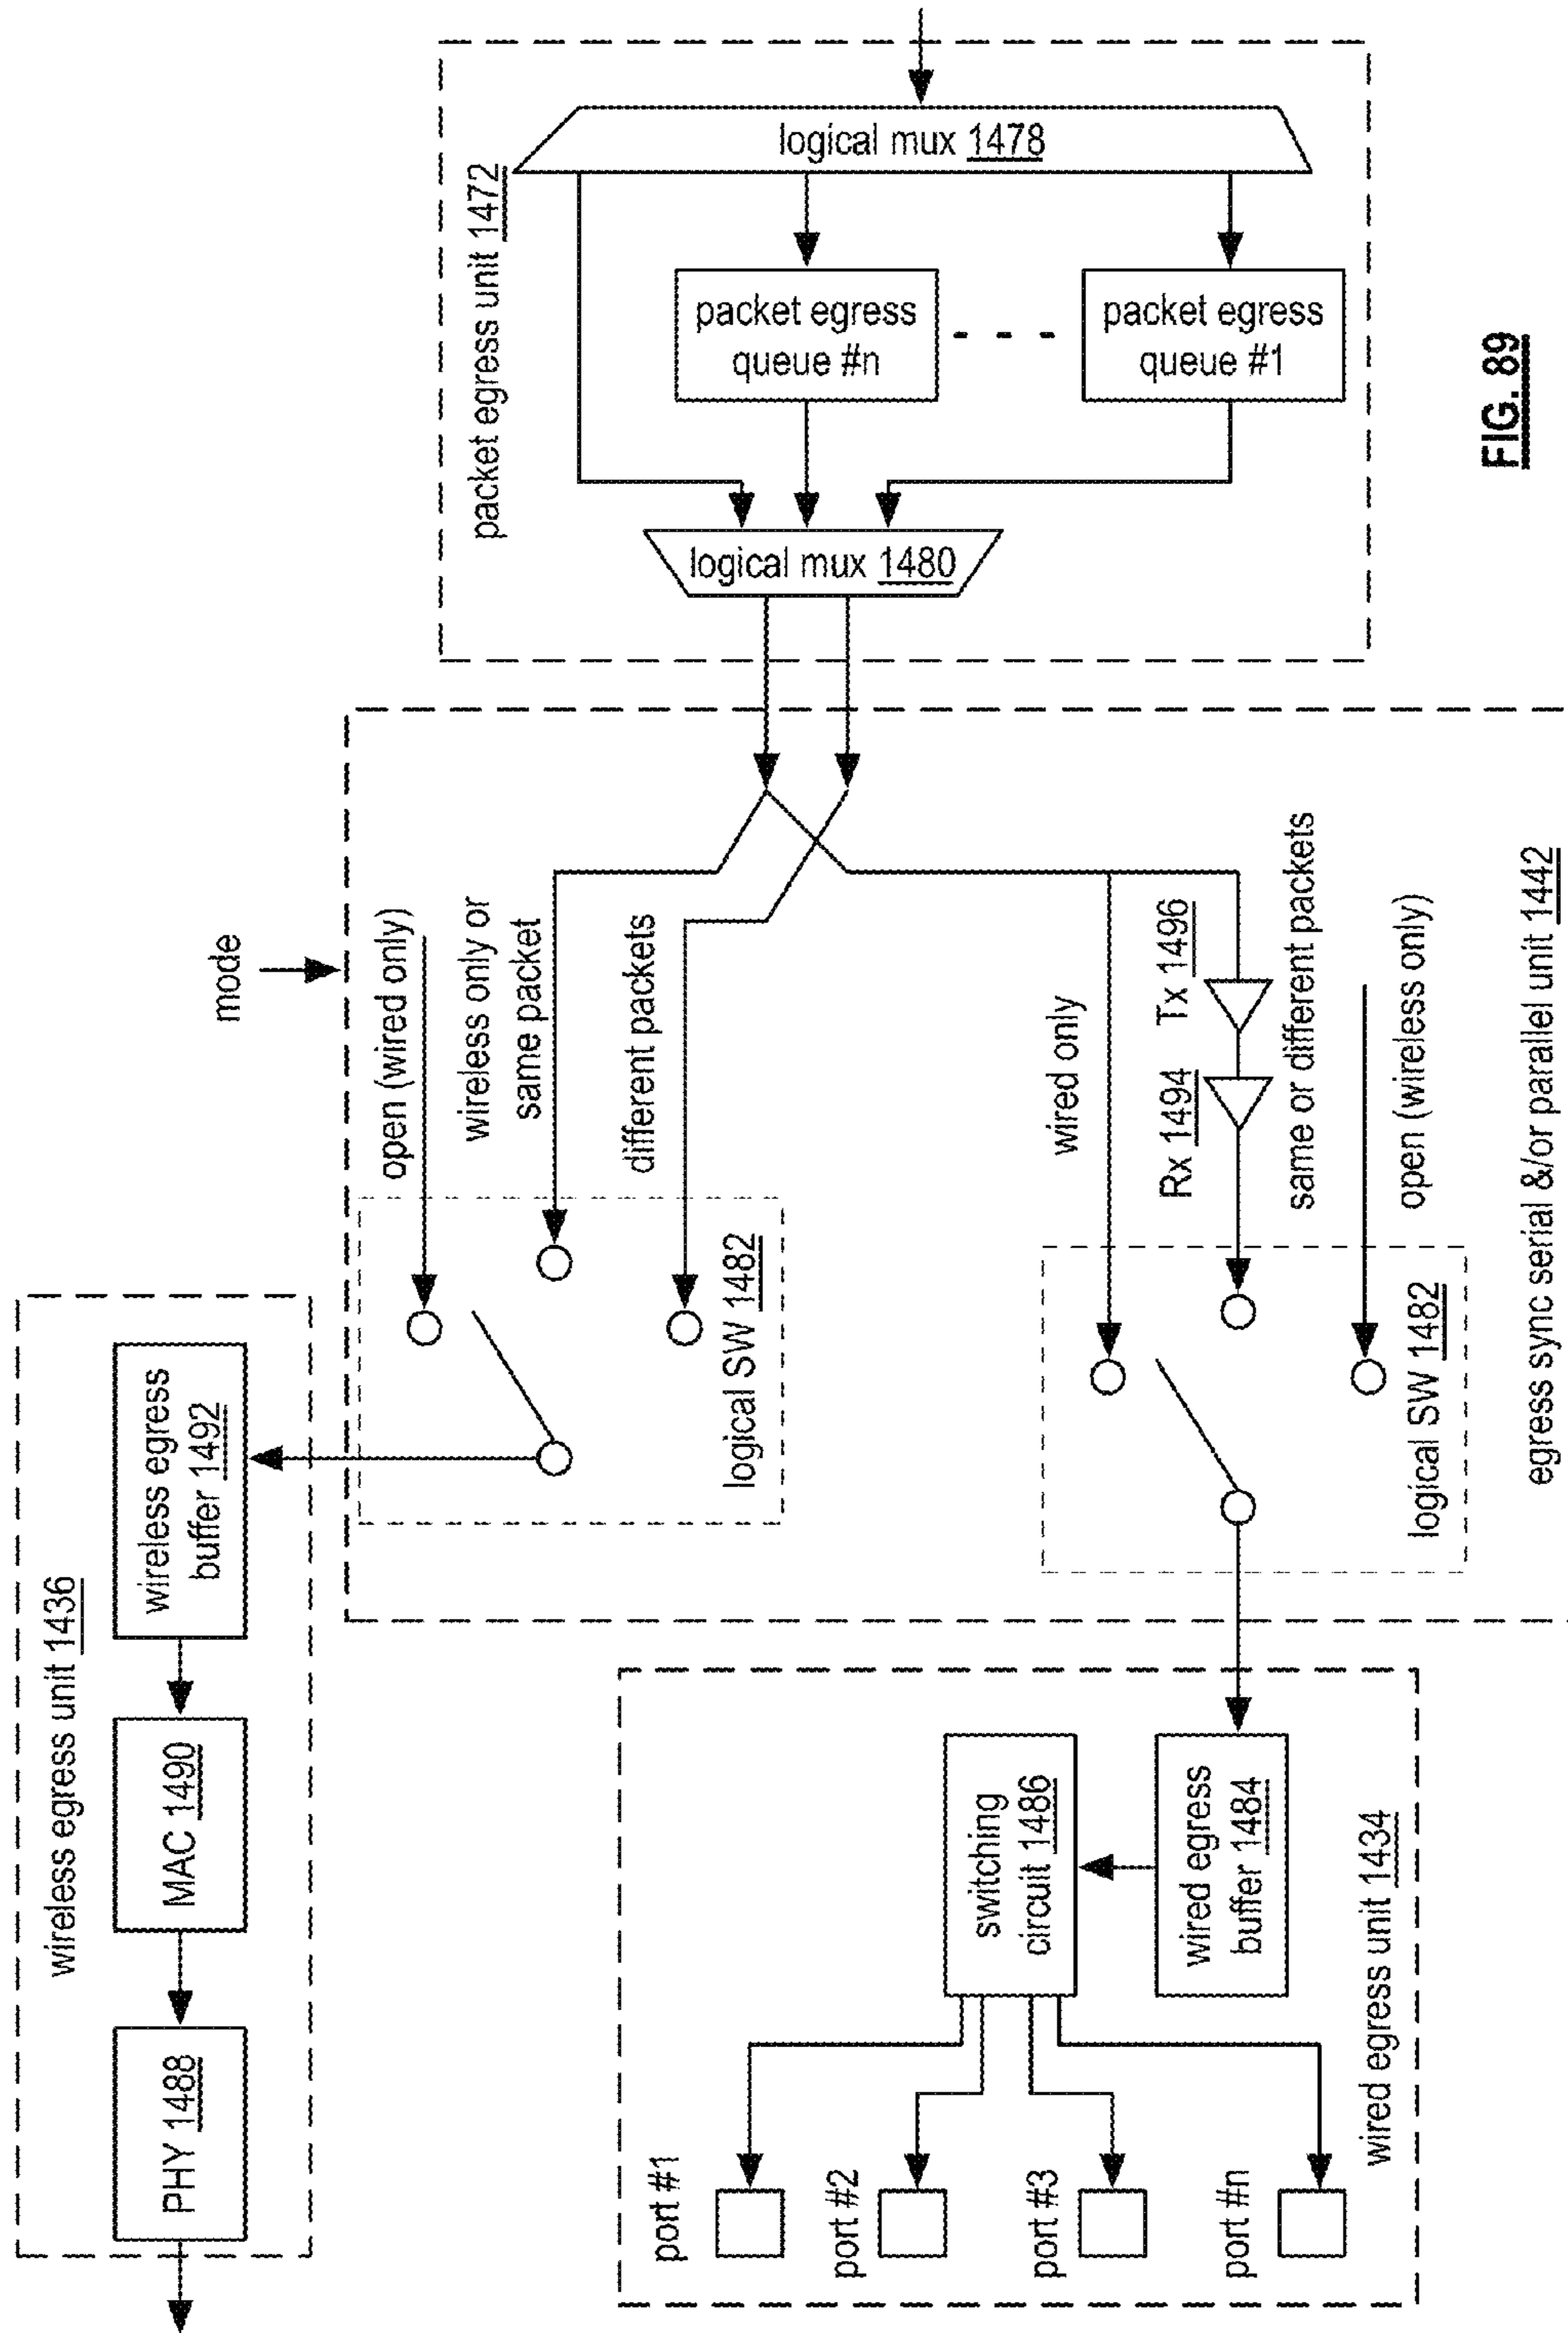 wireless egress unit 1436
PHY 1488
MAC 1490
wireless egress
buffer 1492
mode
open (wired only)
wireless only or
same packet
different packets
logical SW 1482
packet egress unit 1472
logical mux 1480
packet egress
queue #n
packet egress
queue #1
logical mux 1478
port #1
port #2
port #3
port #n
switching
circuit 1486
wired egress
buffer 1484
wired egress unit 1434
wired only
Rx 1494
Tx 1496
same or different packets
open (wireless only)
logical SW 1482
egress sync serial &/or parallel unit 1442
FIG. 89